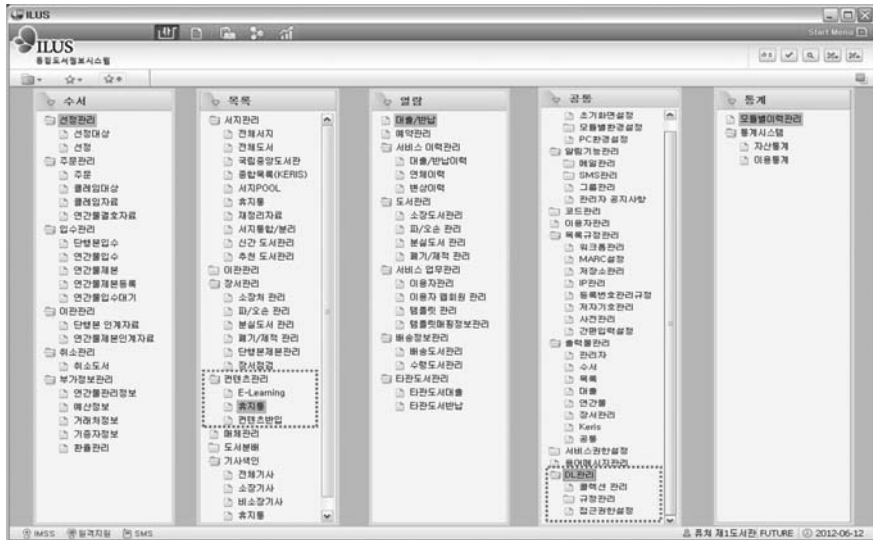 ILUS
Start Menu
ILUS
통합도서정보시스템
수서
선정관리
선정대상
선정
주문관리
주문
클레임대상
클레임자료
연간물결호자료
입수관리
단행본입수
연간물입수
연간물제본
연간물제본등록
연간물입수대기
이관관리
단행본 인계자료
연간물제본인계자료
취소관리
취소도서
부가정보관리
연간물관리정보
예산정보
거래처정보
기증자정보
환율관리
목록
서지관리
전체서지
전체도서
국립중앙도서관
종합목록(KERIS)
서지POOL
휴지통
재정리자료
서지통합/분리
신간 도서관리
추천 도서관리
이관관리
장서관리
소장처 관리
파/오손 관리
분실도서 관리
폐기/제적 관리
단행본제본관리
장서점검
컨텐츠관리
E-Learning
휴지통
컨텐츠반입
매체관리
도서분배
기사색인
전체기사
소장기사
비소장기사
휴지통
열람
대출/반납
예약관리
서비스 이력관리
대출/반납이력
연체이력
변상이력
도서관리
소장도서관리
파/오손 관리
분실도서 관리
폐기/제적 관리
서비스 업무관리
이용자관리
이용자 웹회원 관리
템플릿 관리
템플릿매핑정보관리
배송정보관리
배송도서관리
수령도서관리
타관도서관리
타관도서대출
타관도서반납
공통
초기화면설정
모듈별환경설정
PC환경설정
알림기능관리
메일관리
SMS관리
그룹관리
관리자 공지사항
코드관리
이용자관리
목록규정관리
워크폼관리
MARC설정
저장소관리
IP관리
등록번호관리규정
저자기호관리
사전관리
간편입력설정
출력물관리
관리자
수서
목록
대출
연간물
장서관리
Keris
공통
서비스권한설정
용어메시지관리
DL관리
콜렉션 관리
규정관리
접근권한설정
통계
모듈별이력관리
통계시스템
자산통계
이용통계
IMSS 원격지원 SMS 퓨쳐 제1도서관 FUTURE 2012-06-12